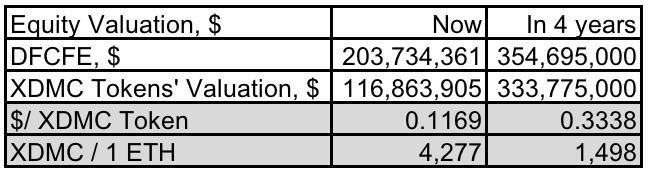 Equity Valuation, $ Now In 4 years
DFCFE, $ 203,734,361 354,695,000
XDMC Tokens' Valuation, $ 116,863,905 333,775,000
$/ XDMC Token 0.1169 0.3338
XDMC / 1 ETH 4,277 1,498